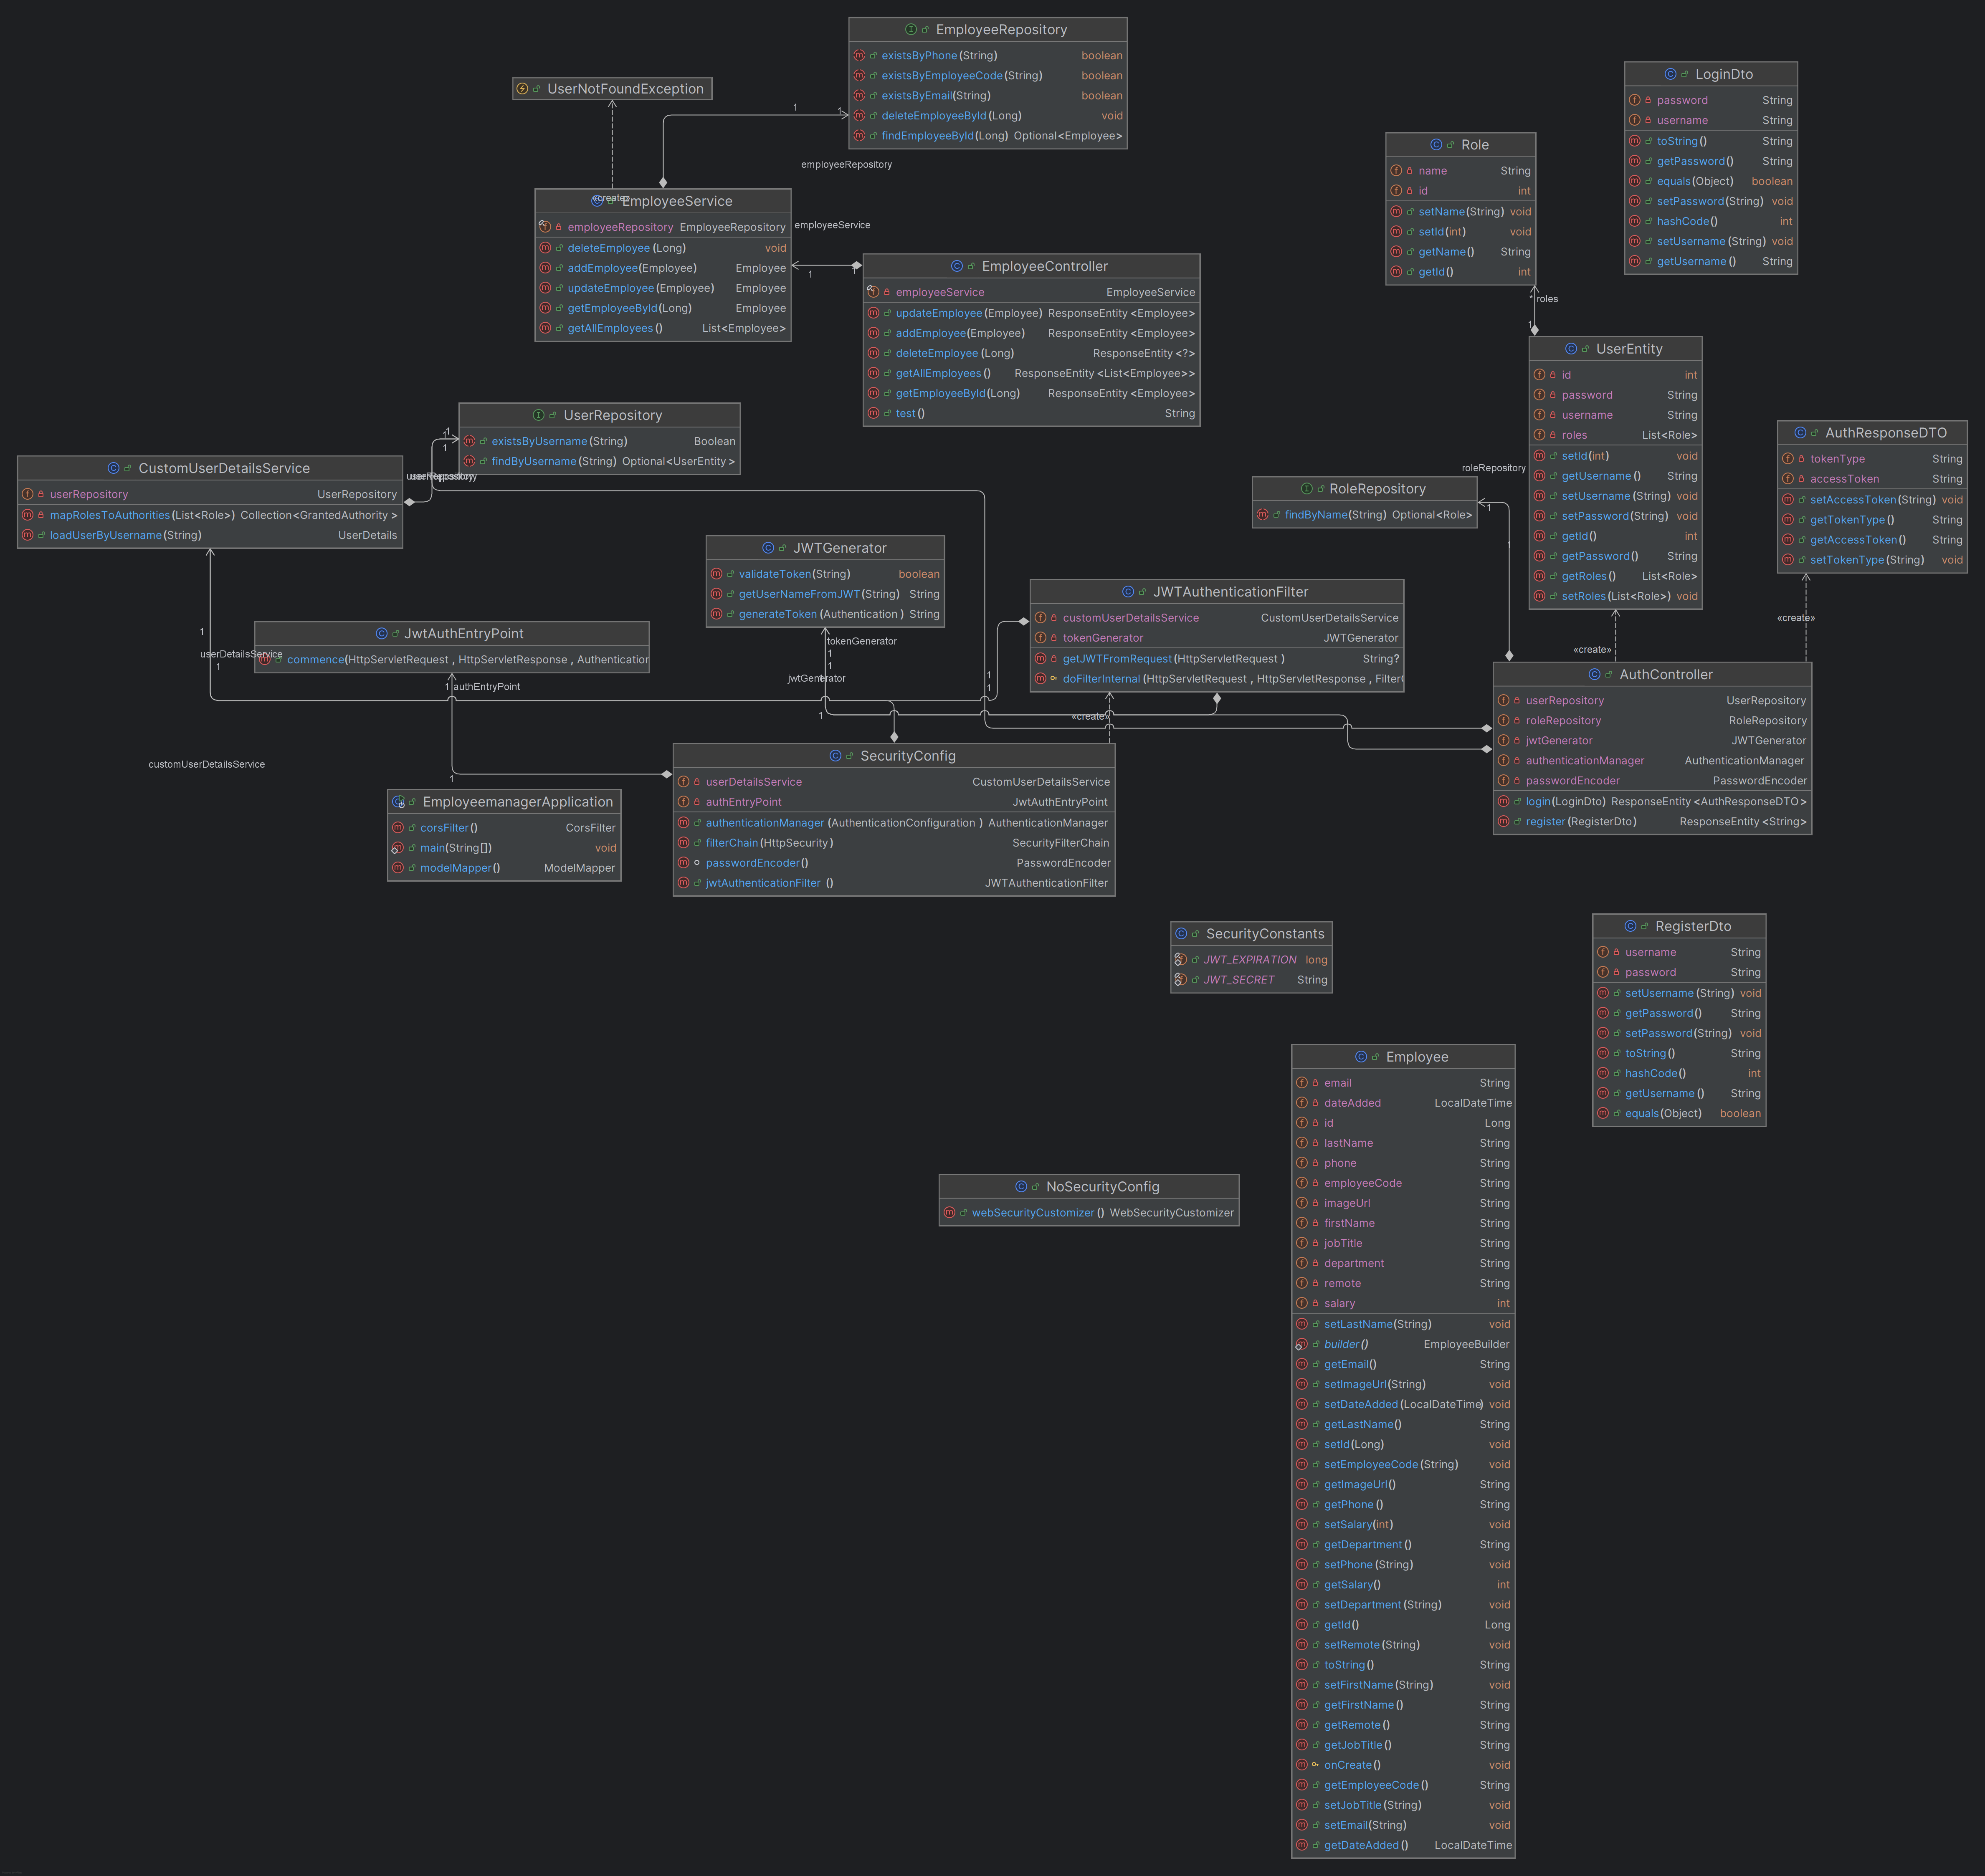 EmployeeRepository
existsByPhone(String) boolean
existsByEmployeeCode(String) boolean
existsByEmail(String) boolean
deleteEmployeeById(Long) void
findEmployeeById(Long) Optional<Employee>
UserNotFoundException
1
1
employeeRepository
«create»
EmployeeService
employeeRepository EmployeeRepository
deleteEmployee(Long) void
addEmployee(Employee) Employee
updateEmployee(Employee) Employee
getEmployeeById(Long) Employee
getAllEmployees() List<Employee>
employeeService
1
1
EmployeeController
employeeService EmployeeService
updateEmployee(Employee) ResponseEntity<Employee>
addEmployee(Employee) ResponseEntity<Employee>
deleteEmployee(Long) ResponseEntity<?>
getAllEmployees() ResponseEntity<List<Employee>>
getEmployeeById(Long) ResponseEntity<Employee>
test() String
LoginDto
password String
username String
toString() String
getPassword() String
equals(Object) boolean
setPassword(String) void
hashCode() int
setUsername(String) void
getUsername() String
Role
name String
id int
setName(String) void
setId(int) void
getName() String
getId() int
* roles
1
UserEntity
id int
password String
username String
roles List<Role>
setId(int) void
getUsername() String
setUsername(String) void
setPassword(String) void
getId() int
getPassword() String
getRoles() List<Role>
setRoles(List<Role>) void
AuthResponseDTO
tokenType String
accessToken String
setAccessToken(String) void
getTokenType() String
getAccessToken() String
setTokenType(String) void
«create»
«create»
UserRepository
existsByUsername(String) Boolean
findByUsername(String) Optional<UserEntity>
1
1
1
userRepository
userRepository
CustomUserDetailsService
userRepository UserRepository
mapRolesToAuthorities(List<Role>) Collection<GrantedAuthority>
loadUserByUsername(String) UserDetails
roleRepository
RoleRepository
findByName(String) Optional<Role>
1
1
JWTGenerator
validateToken(String) boolean
getUserNameFromJWT(String) String
generateToken(Authentication) String
tokenGenerator
1
1
1
jwtGenerator
1
JWTAuthenticationFilter
customUserDetailsService CustomUserDetailsService
tokenGenerator JWTGenerator
getJWTFromRequest(HttpServletRequest) String?
doFilterInternal(HttpServletRequest, HttpServletResponse, Filter
1
1
«create»
JwtAuthEntryPoint
commence(HttpServletRequest, HttpServletResponse, Authentication
1
userDetailsService
1
1 authEntryPoint
1
customUserDetailsService
AuthController
userRepository UserRepository
roleRepository RoleRepository
jwtGenerator JWTGenerator
authenticationManager AuthenticationManager
passwordEncoder PasswordEncoder
login(LoginDto) ResponseEntity<AuthResponseDTO>
register(RegisterDto) ResponseEntity<String>
SecurityConfig
userDetailsService CustomUserDetailsService
authEntryPoint JwtAuthEntryPoint
authenticationManager(AuthenticationConfiguration) AuthenticationManager
filterChain(HttpSecurity) SecurityFilterChain
passwordEncoder() PasswordEncoder
jwtAuthenticationFilter() JWTAuthenticationFilter
EmployeemanagerApplication
corsFilter() CorsFilter
main(String[]) void
modelMapper() ModelMapper
SecurityConstants
JWT_EXPIRATION long
JWT_SECRET String
RegisterDto
username String
password String
setUsername(String) void
getPassword() String
setPassword(String) void
toString() String
hashCode() int
getUsername() String
equals(Object) boolean
NoSecurityConfig
webSecurityCustomizer() WebSecurityCustomizer
Employee
email String
dateAdded LocalDateTime
id Long
lastName String
phone String
employeeCode String
imageUrl String
firstName String
jobTitle String
department String
remote String
salary int
setLastName(String) void
builder() EmployeeBuilder
getEmail() String
setImageUrl(String) void
setDateAdded(LocalDateTime) void
getLastName() String
setId(Long) void
setEmployeeCode(String) void
getImageUrl() String
getPhone() String
setSalary(int) void
getDepartment() String
setPhone(String) void
getSalary() int
setDepartment(String) void
getId() Long
setRemote(String) void
toString() String
setFirstName(String) void
getFirstName() String
getRemote() String
getJobTitle() String
onCreate() void
getEmployeeCode() String
setJobTitle(String) void
setEmail(String) void
getDateAdded() LocalDateTime